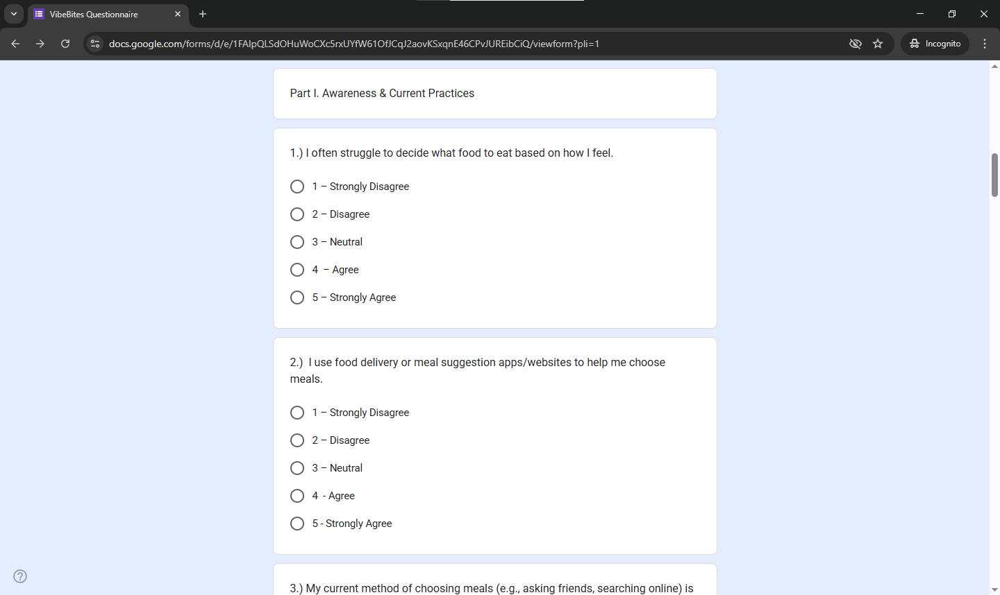 VibeBites Questionnaire
docs.google.com/forms/d/e/1FAIpQLSdOHuWoCXc5rxUYfW61OfJCqJ2aovKSxqnE46CPvJUREibCiQ/viewform?pli=1
Incognito
Part I. Awareness & Current Practices
1.) I often struggle to decide what food to eat based on how I feel.
1 – Strongly Disagree
2 – Disagree
3 – Neutral
4  – Agree
5 – Strongly Agree
2.)  I use food delivery or meal suggestion apps/websites to help me choose
meals.
1 – Strongly Disagree
2 – Disagree
3 – Neutral
4  - Agree
5 - Strongly Agree
3.) My current method of choosing meals (e.g., asking friends, searching online) is